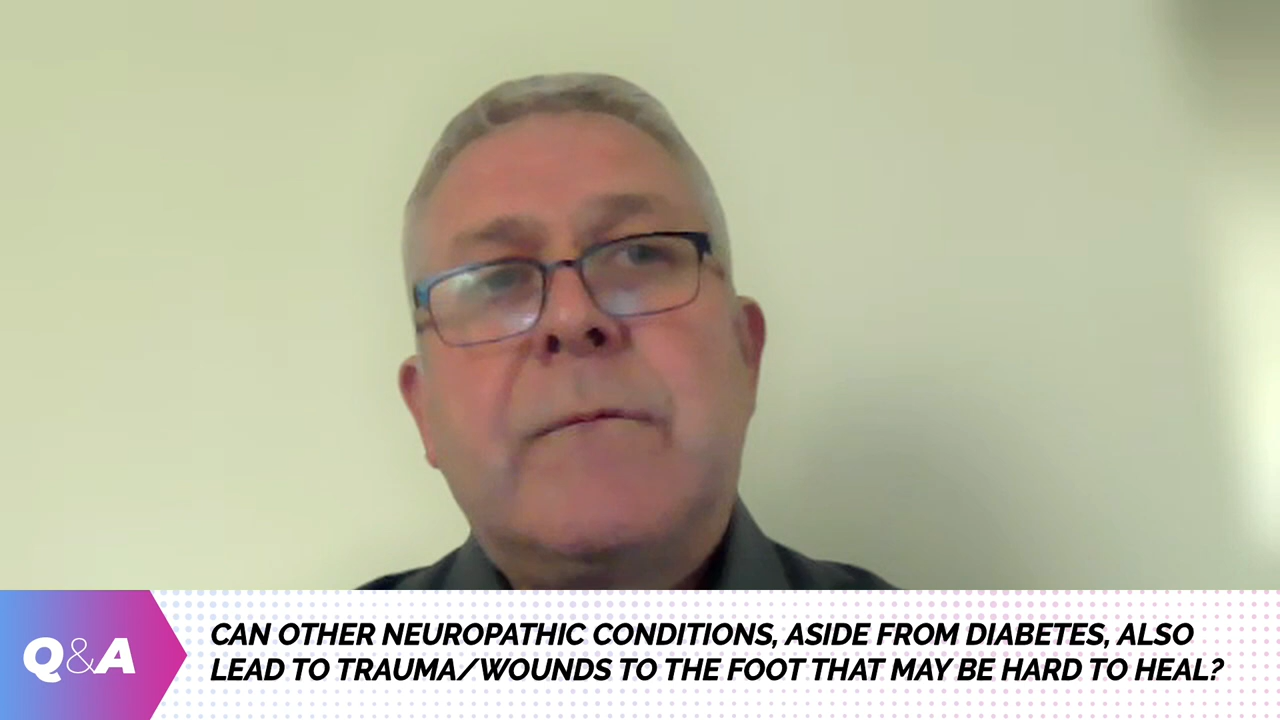 Q&A
CAN OTHER NEUROPATHIC CONDITIONS, ASIDE FROM DIABETES, ALSO
LEAD TO TRAUMA/WOUNDS TO THE FOOT THAT MAY BE HARD TO HEAL?